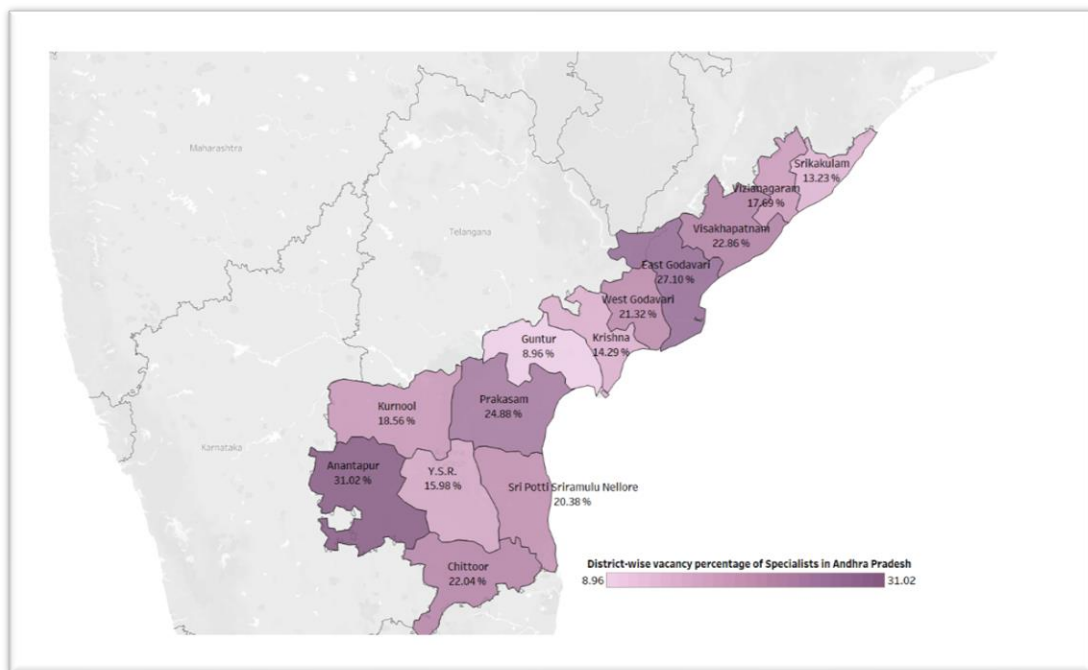 Maharashtra
Srikakulam
13.23 %
Vizianagaram
17.69 %
Telangana
Visakhapatnam
22.86 %
East Godavari
27.10 %
West Godavari
21.32 %
Guntur
8.96 %
Krishna
14.29 %
Prakasam
24.88 %
Kurnool
18.56 %
Karnataka
Anantapur
31.02 %
Y.S.R.
15.98 %
Sri Potti Sriramulu Nellore
20.38 %
Chittoor
22.04 %
District-wise vacancy percentage of Specialists in Andhra Pradesh
8.96 31.02